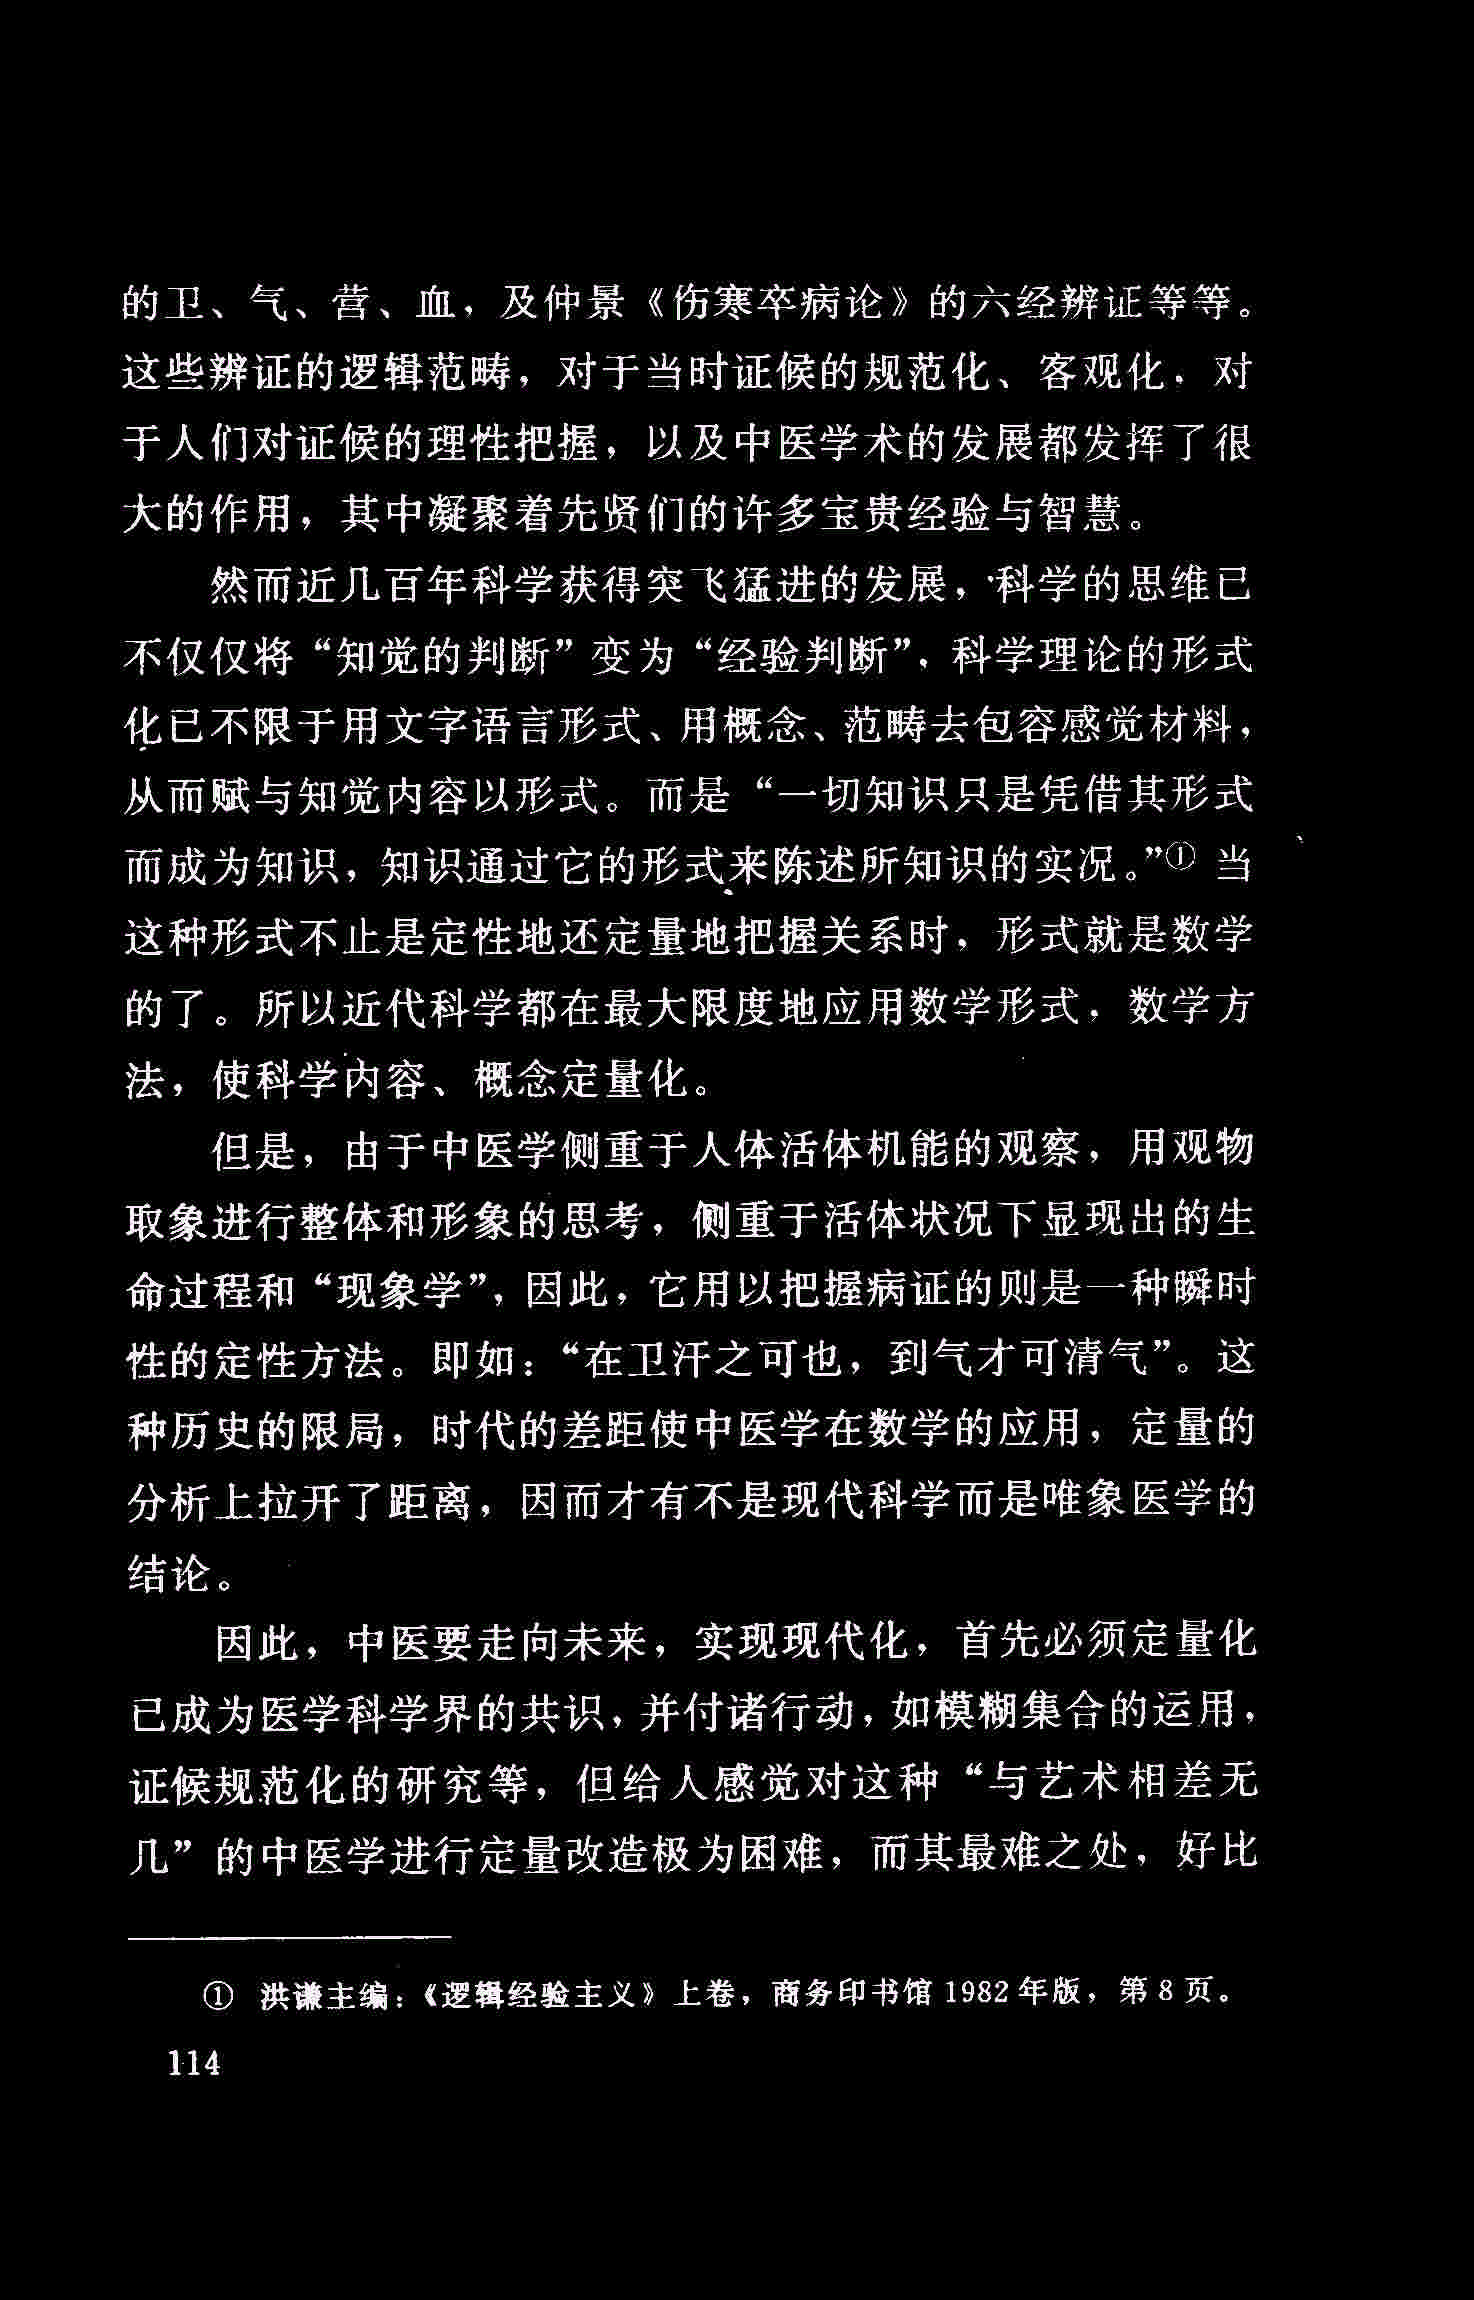 的卫、气、营、血，及仲景《伤寒卒病论》的六经辨证等等。
这些辨证的逻辑范畴，对于当时证候的规范化、客观化，对
于人们对证候的理性把握，以及中医学术的发展都发挥了很
大的作用，其中凝聚着先贤们的许多宝贵经验与智慧。
然而近几百年科学获得突飞猛进的发展，科学的思维已
不仅仅将“知觉的判断”变为“经验判断”，科学理论的形式
化已不限于用文字语言形式、用概念、范畴去包容感觉材料，
从而赋与知觉内容以形式。而是“一切知识只是凭借其形式
而成为知识，知识通过它的形式来陈述所知识的实况。”① 当
这种形式不止是定性地还定量地把握关系时，形式就是数学
的了。所以近代科学都在最大限度地应用数学形式，数学方
法，使科学内容、概念定量化。
但是，由于中医学侧重于人体活体机能的观察，用观物
取象进行整体和形象的思考，侧重于活体状况下显现出的生
命过程和“现象学”，因此，它用以把握病证的则是一种瞬时
性的定性方法。即如：“在卫汗之可也，到气才可清气”。这
种历史的限局，时代的差距使中医学在数学的应用，定量的
分析上拉开了距离，因而才有不是现代科学而是唯象医学的
结论。
因此，中医要走向未来，实现现代化，首先必须定量化
已成为医学科学界的共识，并付诸行动，如模糊集合的运用，
证候规范化的研究等，但给人感觉对这种“与艺术相差无
几”的中医学进行定量改造极为困难，而其最难之处，好比
① 洪谦主编：《逻辑经验主义》上卷，商务印书馆 1982 年版，第 8 页。
114